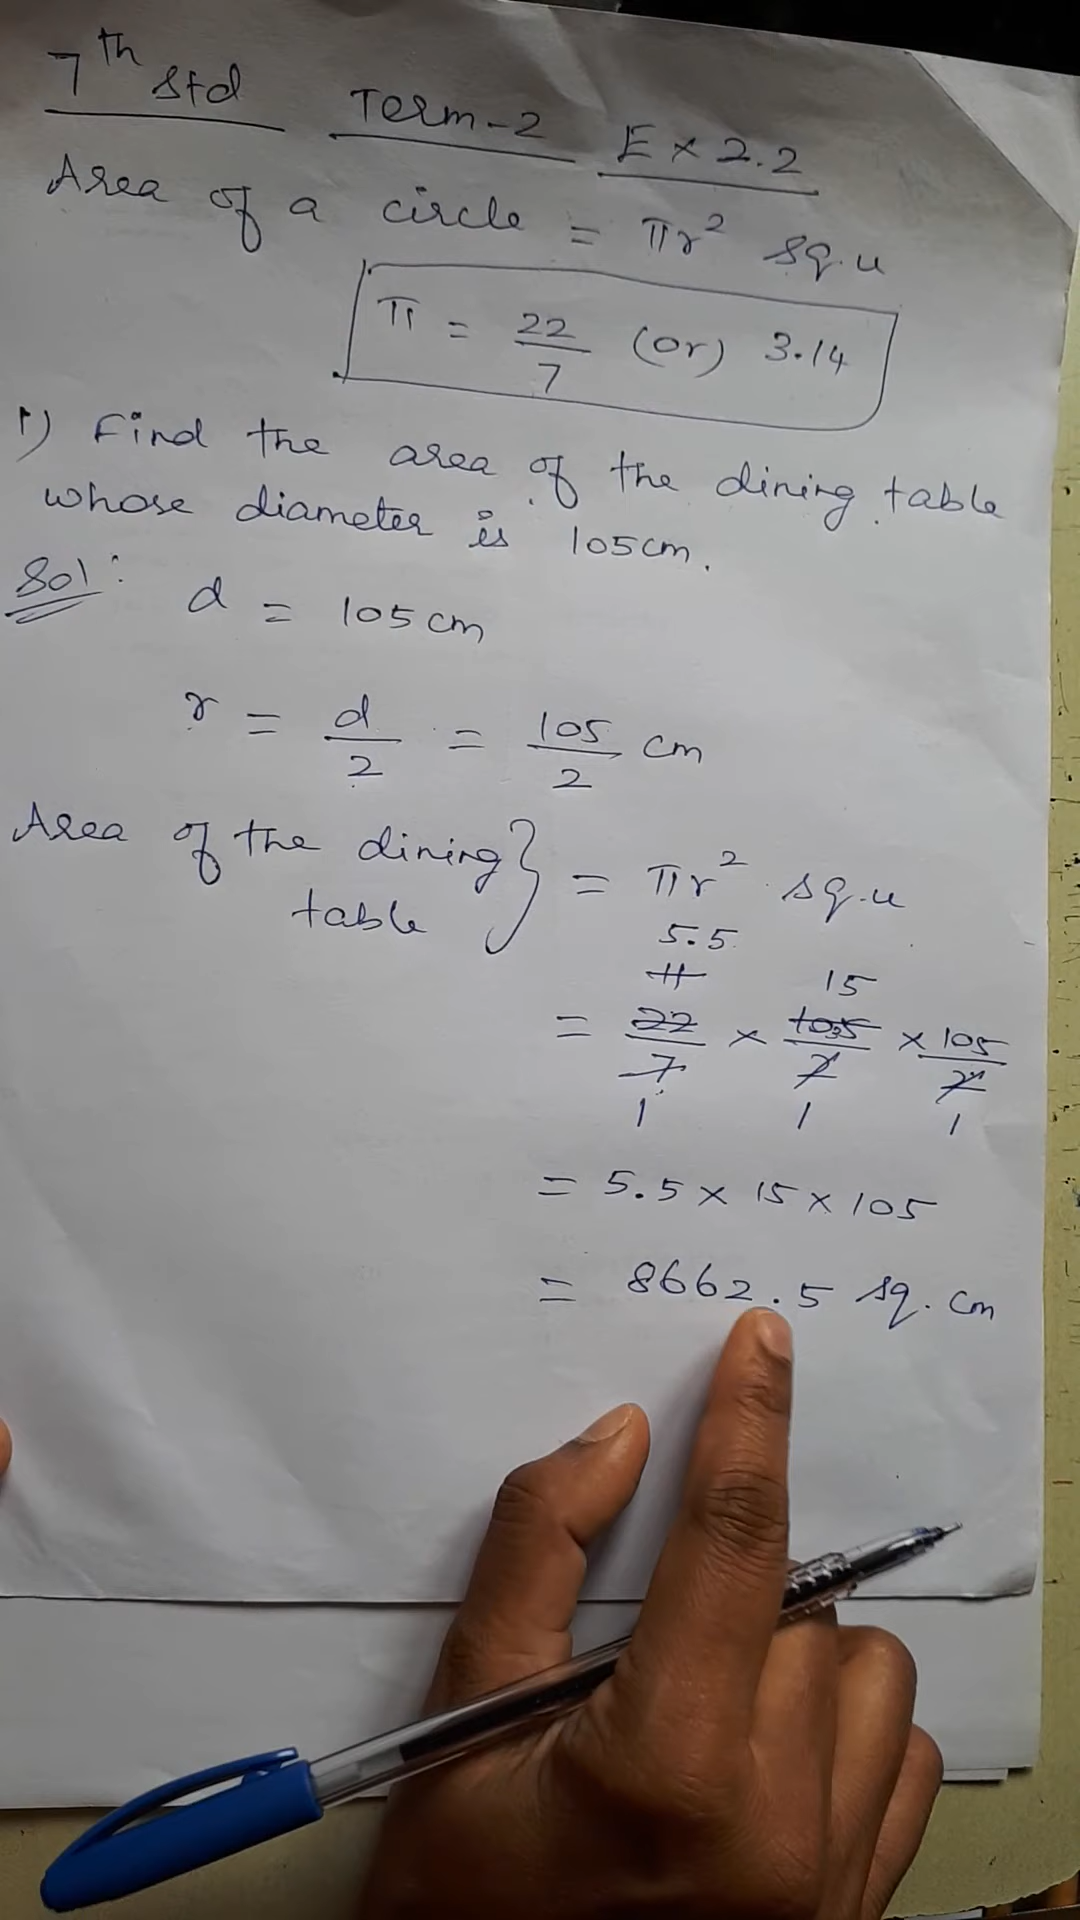 7th Std Term-2 Ex 2.2
Area of a circle = πr² sq.u
π = 22/7 (or) 3.14
1) Find the area of the dining table
whose diameter is 105cm.
Sol:
d = 105 cm
r = d/2 = 105/2 cm
Area of the dining table } = πr² sq.u
5.5
11 15
= 22/7 × 105/2 × 105/2
1 1 1
= 5.5 × 15 × 105
= 8662.5 sq. cm